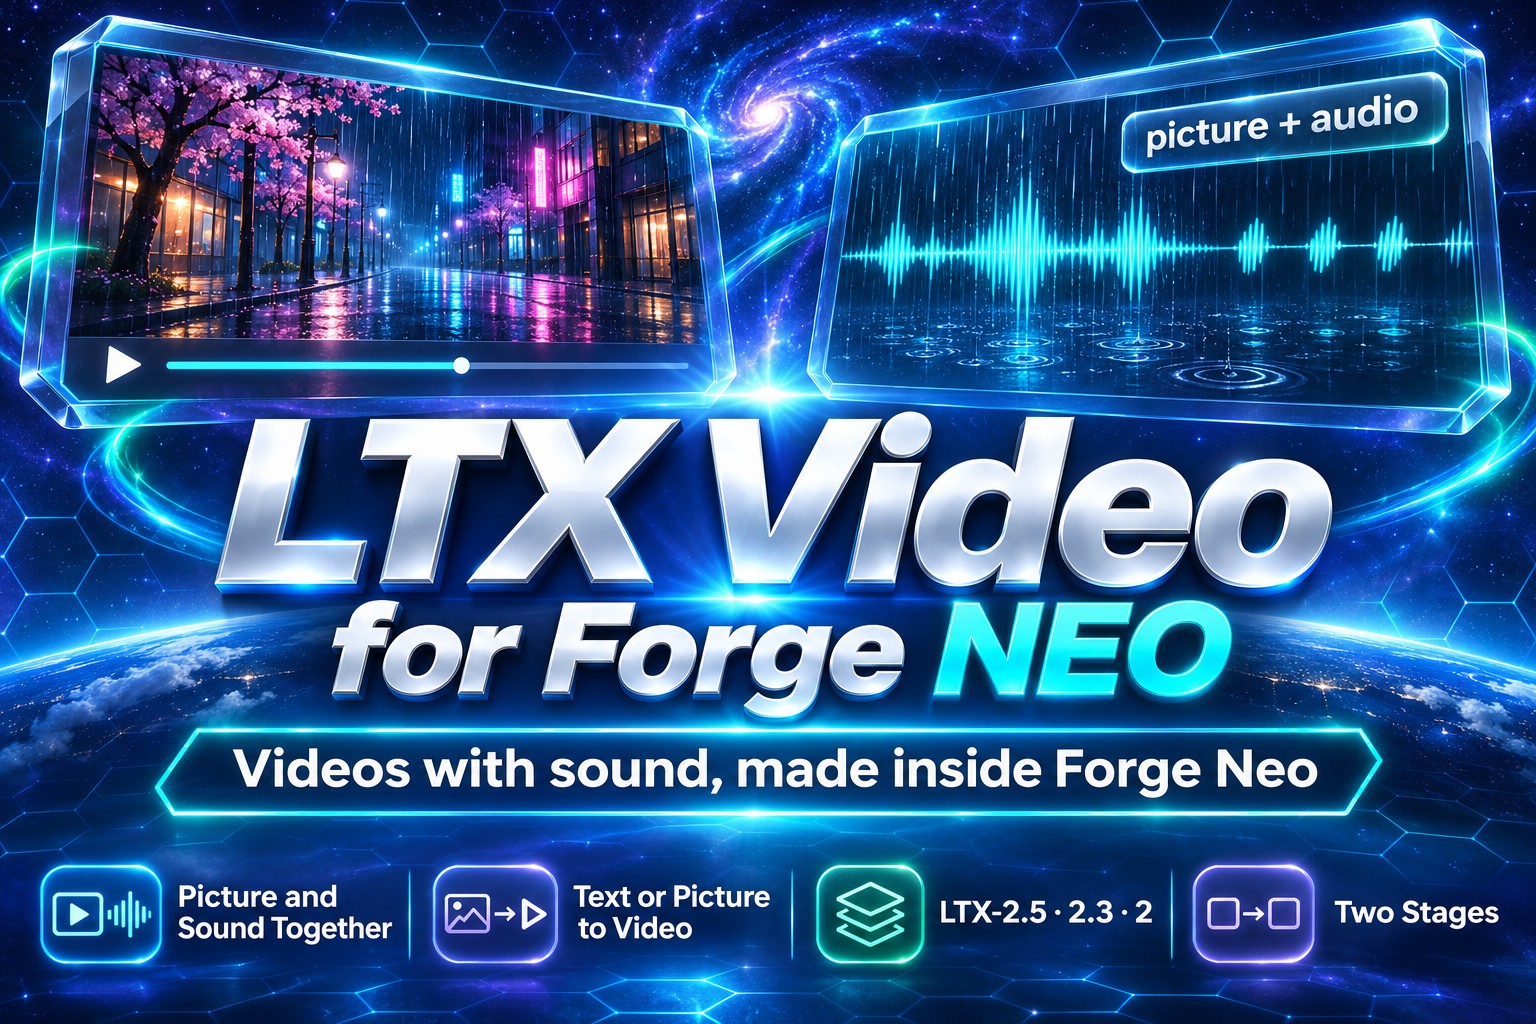 picture + audio
LTX Video
for Forge NEO
Videos with sound, made inside Forge Neo
Picture and
Sound Together
Text or Picture
to Video
LTX-2.5 · 2.3 · 2
Two Stages